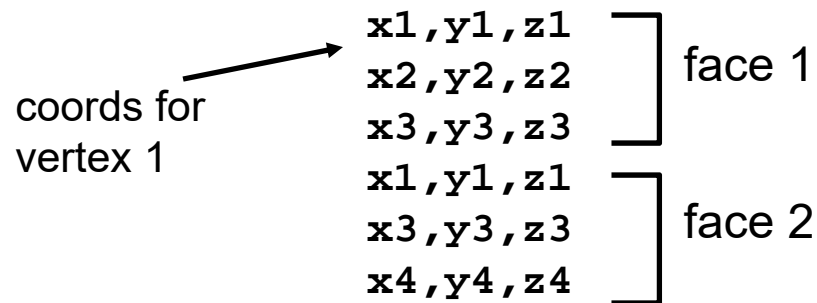 coords for
vertex 1
x1,y1,z1
x2,y2,z2
x3,y3,z3
face 1
x1,y1,z1
x3,y3,z3
x4,y4,z4
face 2